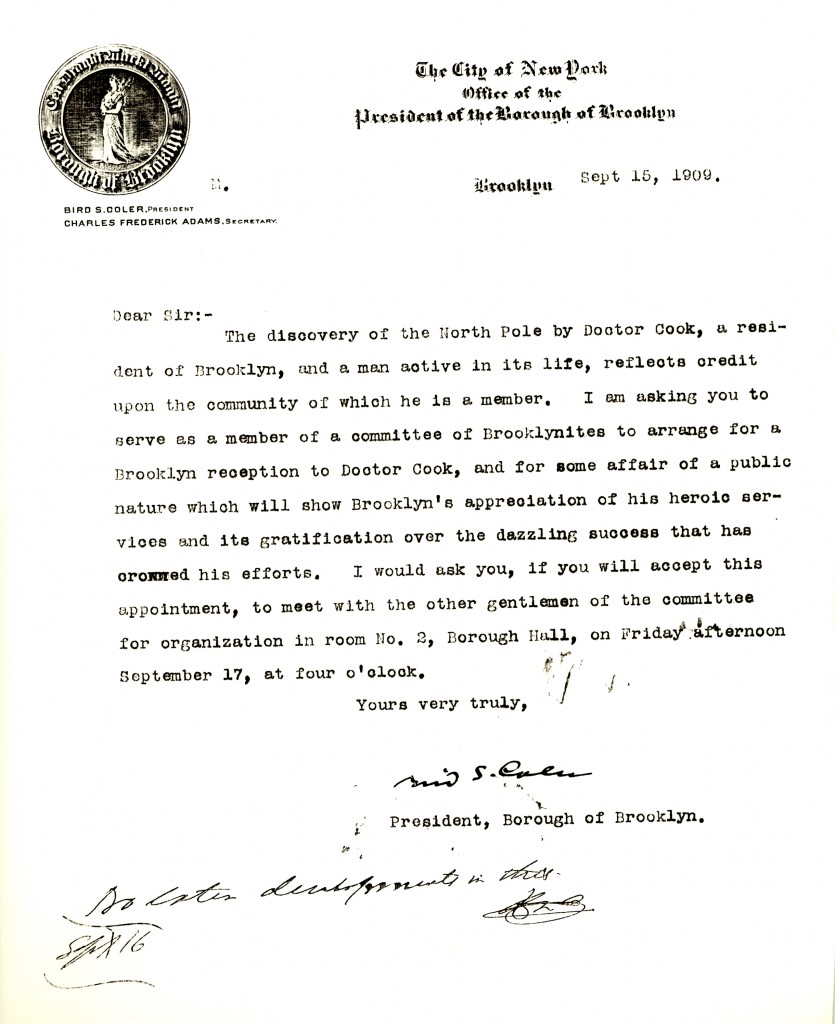 Een Draght Mackt Maght
Borough of Brooklyn
The City of New York
Office of the
President of the Borough of Brooklyn
M.
Brooklyn Sept 15, 1909.
BIRD S. COLER, PRESIDENT
CHARLES FREDERICK ADAMS, SECRETARY.
Dear Sir:-
The discovery of the North Pole by Doctor Cook, a resi-
dent of Brooklyn, and a man active in its life, reflects credit
upon the community of which he is a member. I am asking you to
serve as a member of a committee of Brooklynites to arrange for a
Brooklyn reception to Doctor Cook, and for some affair of a public
nature which will show Brooklyn's appreciation of his heroic ser-
vices and its gratification over the dazzling success that has
crowned his efforts. I would ask you, if you will accept this
appointment, to meet with the other gentlemen of the committee
for organization in room No. 2, Borough Hall, on Friday afternoon
September 17, at four o'clock.
Yours very truly,
Bird S. Coler
President, Borough of Brooklyn.
No later developments in this.
Sept 16